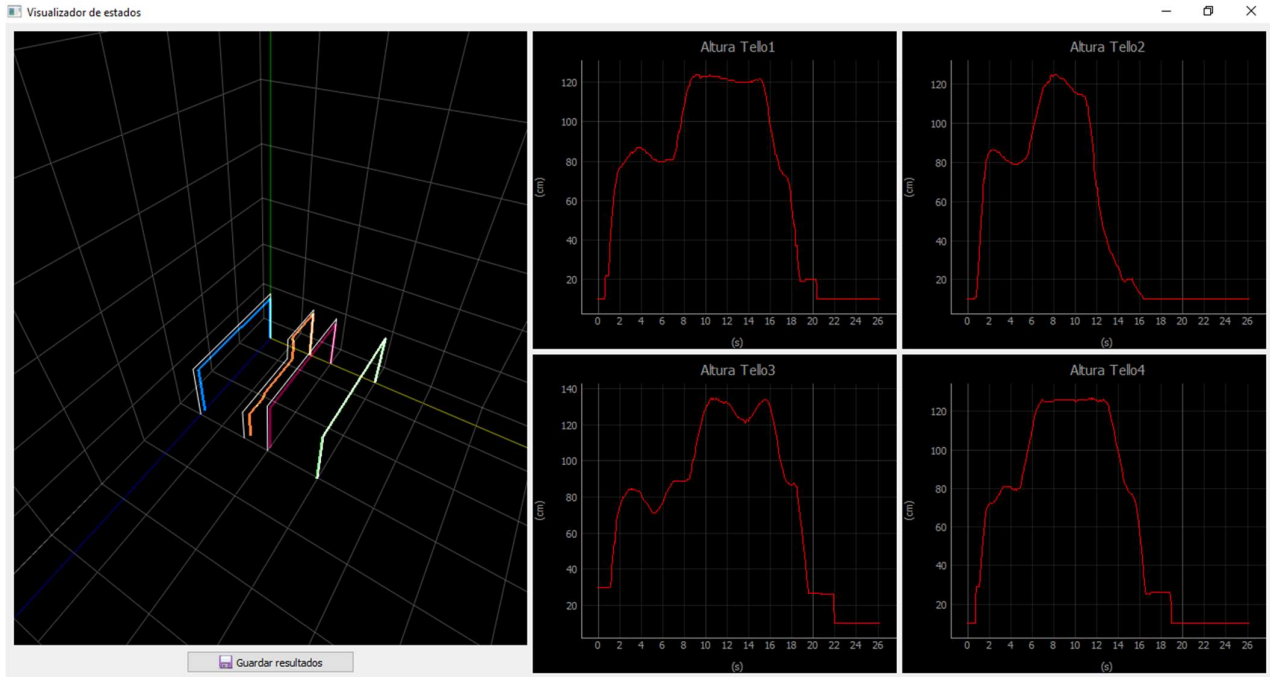 Visualizador de estados
Altura Tello1
120
100
80
60
40
20
(cm)
0 2 4 6 8 10 12 14 16 18 20 22 24 26
(s)
Altura Tello2
120
100
80
60
40
20
(cm)
0 2 4 6 8 10 12 14 16 18 20 22 24 26
(s)
Altura Tello3
140
120
100
80
60
40
20
(cm)
0 2 4 6 8 10 12 14 16 18 20 22 24 26
(s)
Altura Tello4
120
100
80
60
40
20
(cm)
0 2 4 6 8 10 12 14 16 18 20 22 24 26
(s)
Guardar resultados